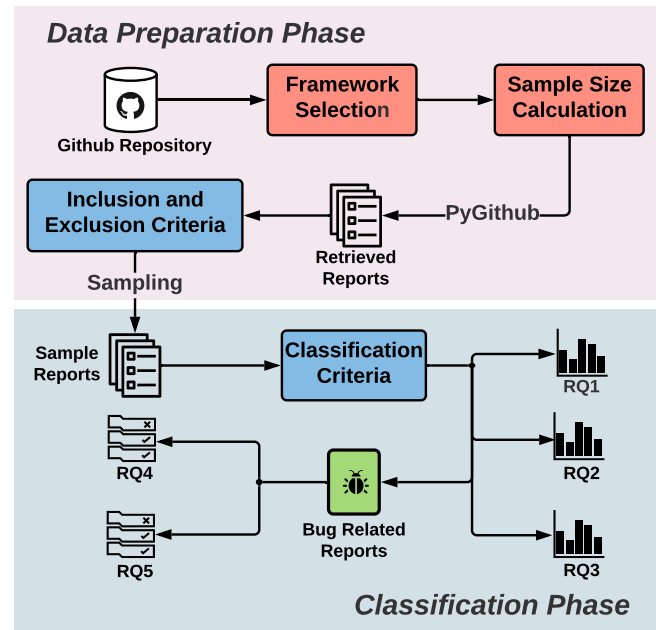 Data Preparation Phase
Github Repository
Framework
Selection
Sample Size
Calculation
Inclusion and
Exclusion Criteria
Retrieved
Reports
PyGithub
Sampling
Sample
Reports
Classification
Criteria
RQ1
RQ4
Bug Related
Reports
RQ2
RQ5
RQ3
Classification Phase